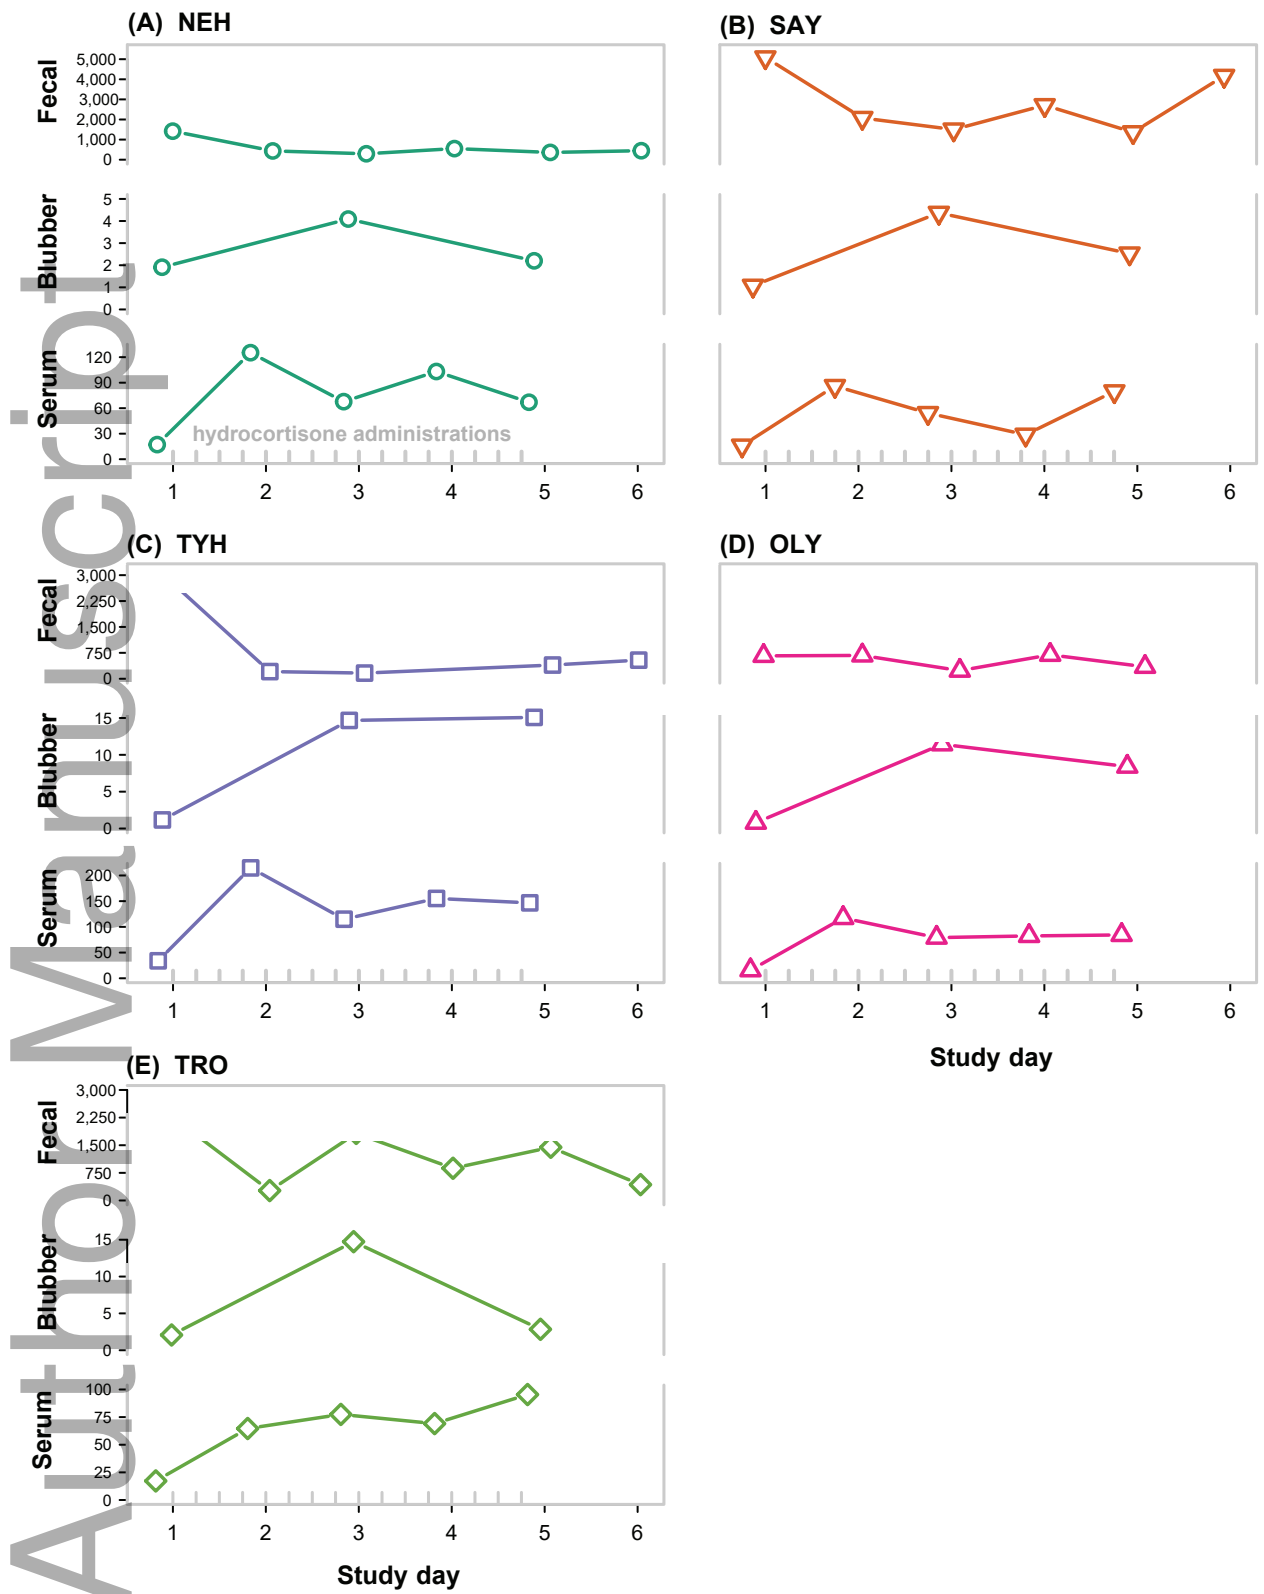 (A) NEH
Fecal
5,000
4,000
3,000
2,000
1,000
0
Blubber
5
4
3
2
1
0
Serum
120
90
60
30
0
hydrocortisone administrations
1 2 3 4 5 6
(B) SAY
1 2 3 4 5 6
(C) TYH
Fecal
3,000
2,250
1,500
750
0
Blubber
15
10
5
0
Serum
200
150
100
50
0
1 2 3 4 5 6
(D) OLY
1 2 3 4 5 6
Study day
(E) TRO
Fecal
3,000
2,250
1,500
750
0
Blubber
15
10
5
0
Serum
100
75
50
25
0
1 2 3 4 5 6
Study day
Author Manuscript